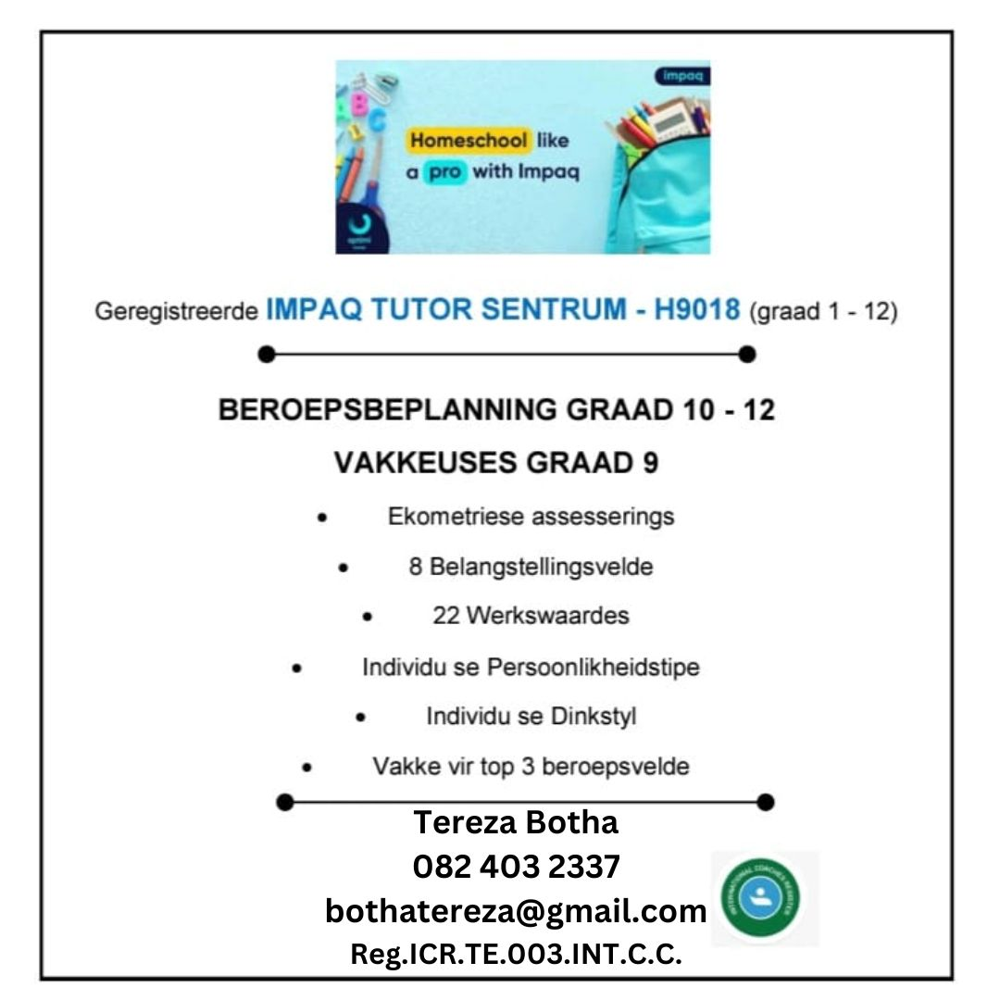 impaq
A
B
C
Homeschool like
a pro with Impaq
optimi
Geregistreerde IMPAQ TUTOR SENTRUM - H9018 (graad 1 - 12)
BEROEPSBEPLANNING GRAAD 10 - 12
VAKKEUSES GRAAD 9
• Ekometriese assesserings
• 8 Belangstellingsvelde
• 22 Werkswaardes
• Individu se Persoonlikheidstipe
• Individu se Dinkstyl
• Vakke vir top 3 beroepsvelde
Tereza Botha
082 403 2337
bothatereza@gmail.com
INTERNATIONAL COACHES REGISTER
Reg.ICR.TE.003.INT.C.C.